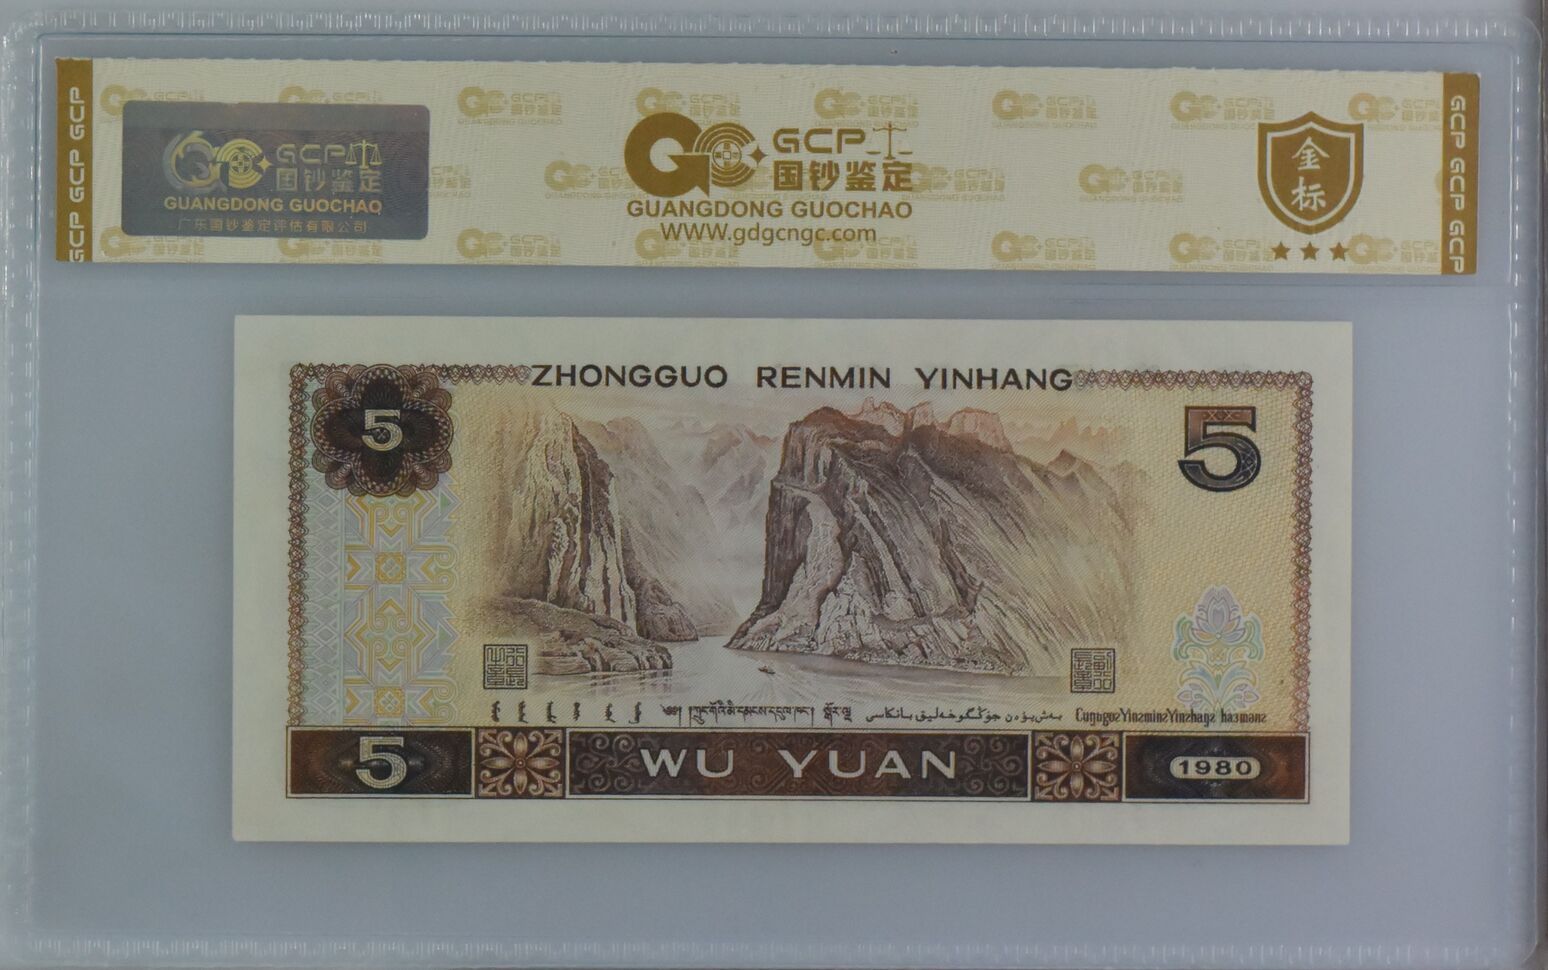 GCP GCP GCP
GCP 国钞鉴定
GUANGDONG GUOCHAO
广东国钞鉴定评估有限公司
GCP
国钞鉴定
GUANGDONG GUOCHAO
WWW.gdgcngc.com
金标
GCP GCP GCP
ZHONGGUO RENMIN YINHANG
5
5
5
WU YUAN
1980